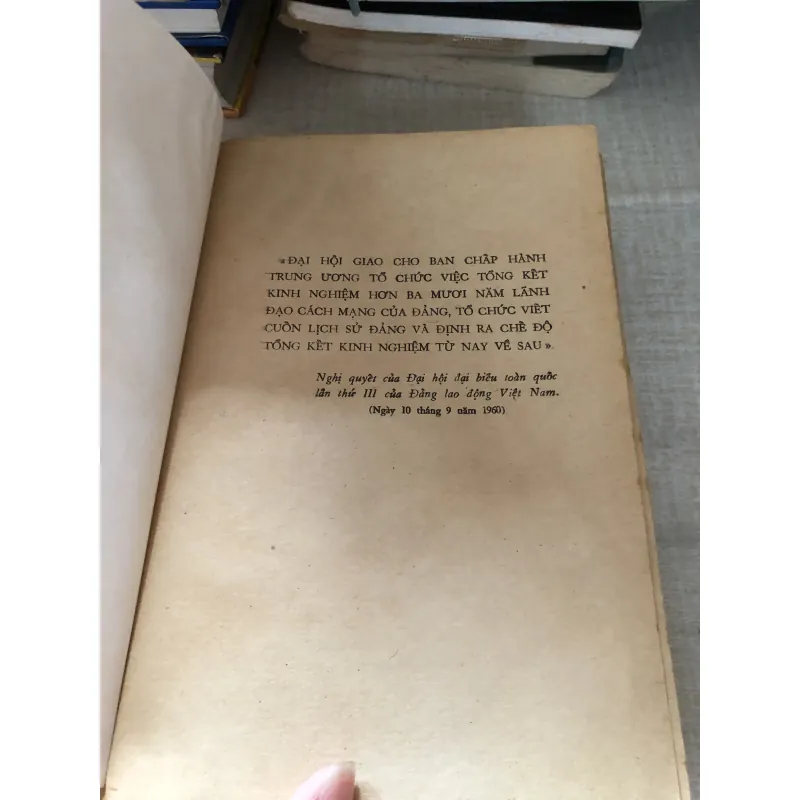 «ĐẠI HỘI GIAO CHO BAN CHẤP HÀNH
TRUNG ƯƠNG TỔ CHỨC VIỆC TỔNG KẾT
KINH NGHIỆM HƠN BA MƯƠI NĂM LÃNH
ĐẠO CÁCH MẠNG CỦA ĐẢNG, TỔ CHỨC VIẾT
CUỐN LỊCH SỬ ĐẢNG VÀ ĐỊNH RA CHẾ ĐỘ
TỔNG KẾT KINH NGHIỆM TỪ NAY VỀ SAU».
Nghị quyết của Đại hội đại biểu toàn quốc
lần thứ III của Đảng lao động Việt Nam.
(Ngày 10 tháng 9 năm 1960)